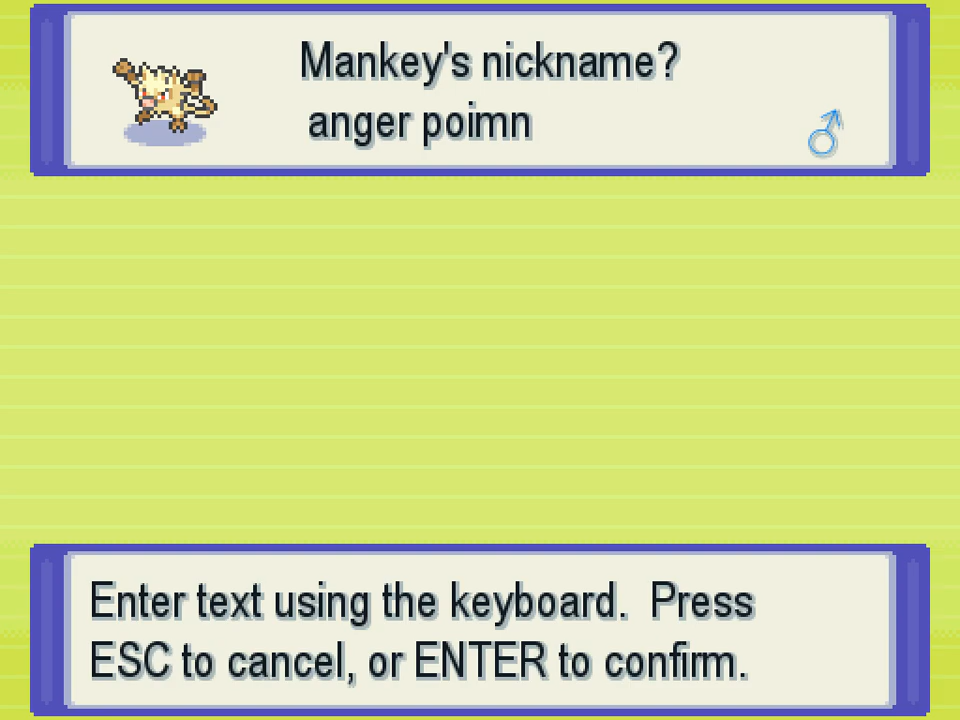 Mankey's nickname?
anger poimn
Enter text using the keyboard. Press
ESC to cancel, or ENTER to confirm.